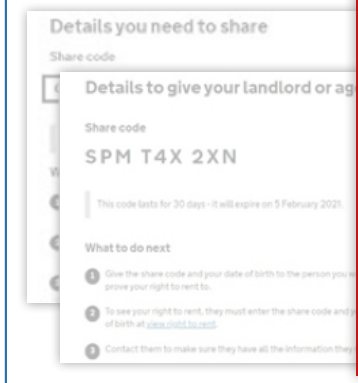 Details you need to share
Share code
Details to give your landlord or ag
Share code
SPM T4X 2XN
This code lasts for 30 days - it will expire on 5 February 2021.
What to do next
1 Give the share code and your date of birth to the person you w
prove your right to rent to.
2 To see your right to rent, they must enter the share code and y
of birth at view right to rent.
3 Contact them to make sure they have all the information they